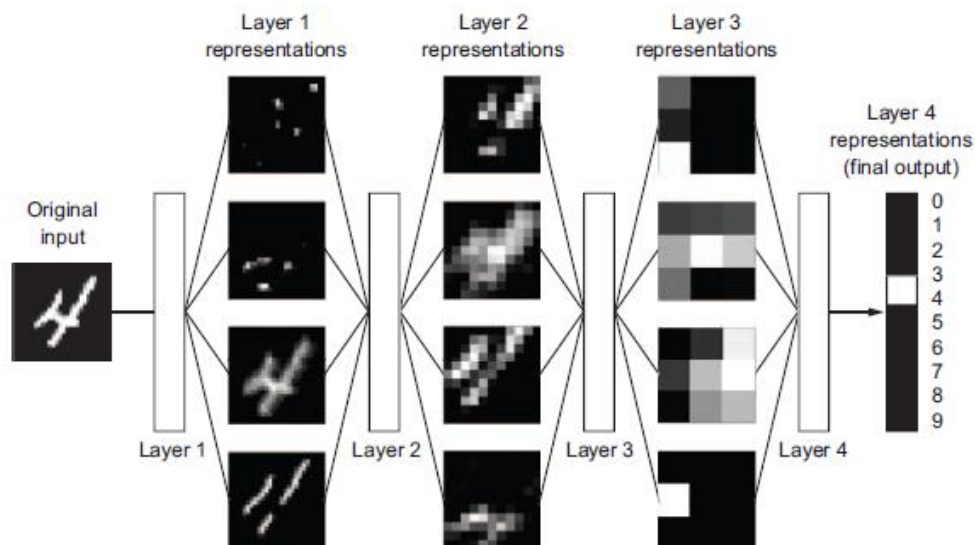 Layer 1
representations
Layer 2
representations
Layer 3
representations
Layer 4
representations
(final output)
Original
input
0
1
2
3
4
5
6
7
8
9
Layer 1
Layer 2
Layer 3
Layer 4